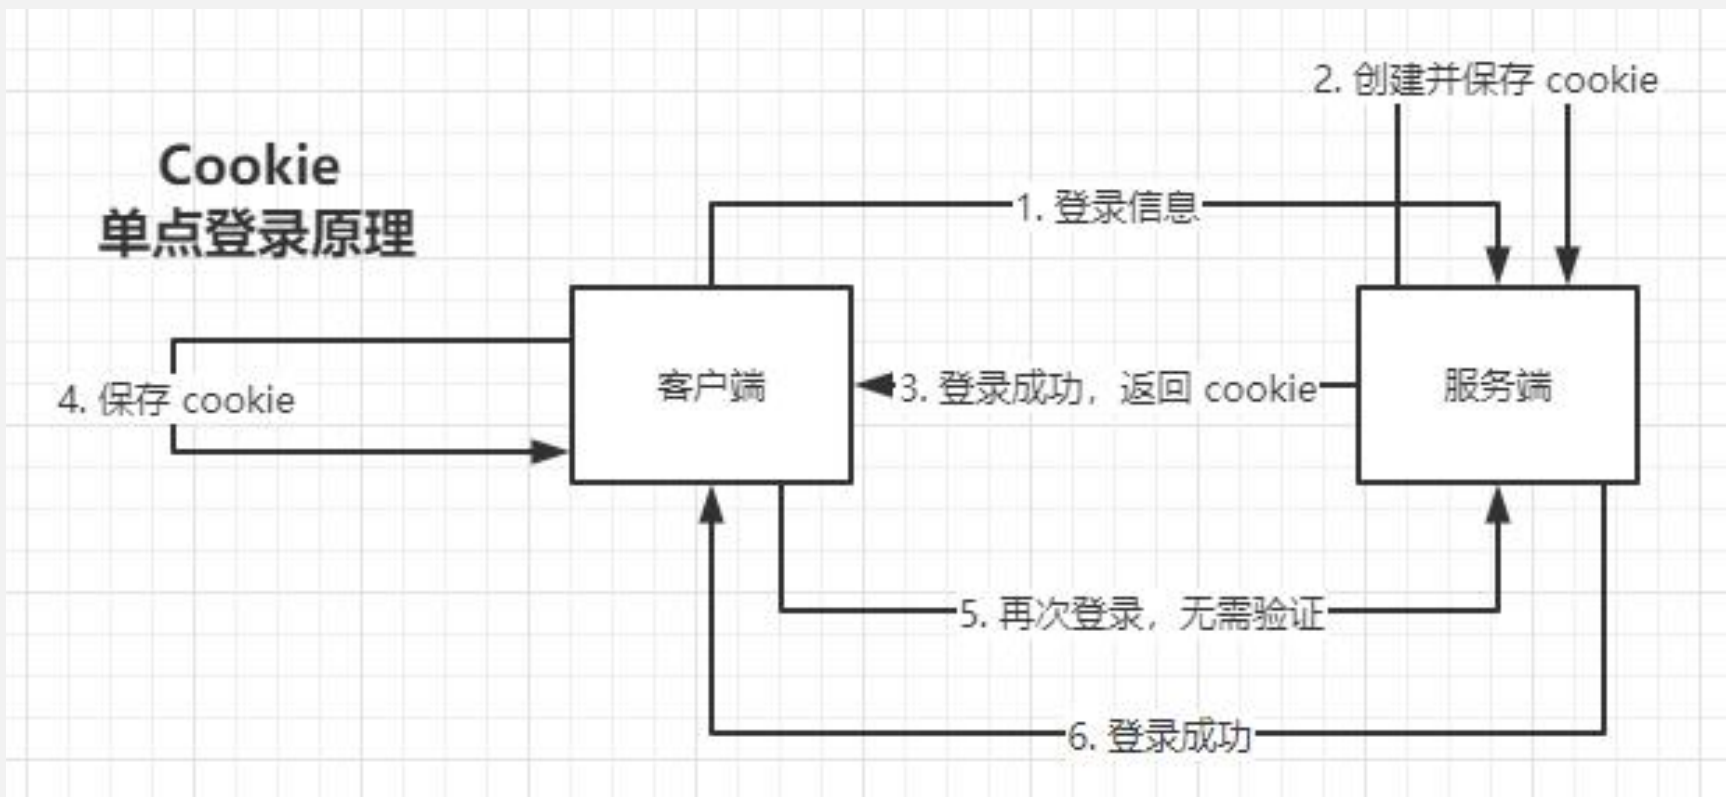 Cookie
单点登录原理
2. 创建并保存 cookie
1. 登录信息
客户端
3. 登录成功，返回 cookie
服务端
4. 保存 cookie
5. 再次登录，无需验证
6. 登录成功